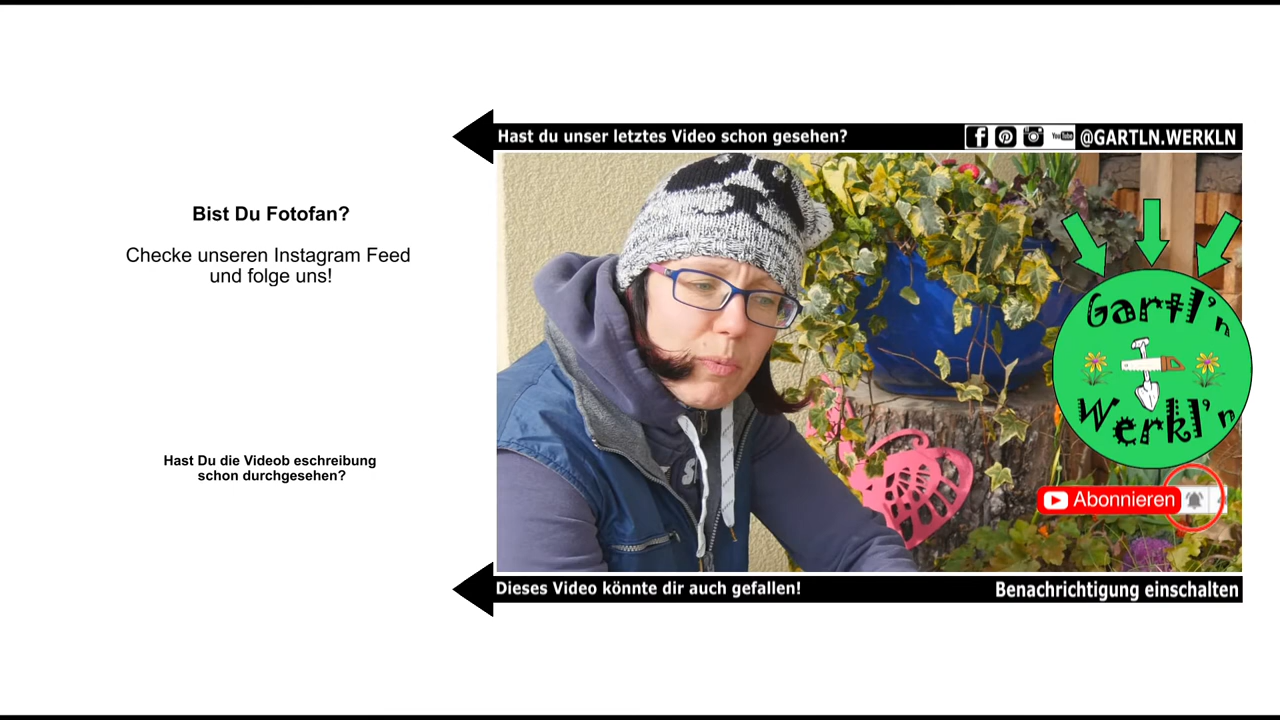 Hast du unser letztes Video schon gesehen?
YouTube @GARTLN.WERKLN
Bist Du Fotofan?
Checke unseren Instagram Feed
und folge uns!
Gartl'n
Werkl'n
Hast Du die Videob eschreibung
schon durchgesehen?
Abonnieren
Dieses Video könnte dir auch gefallen!
Benachrichtigung einschalten